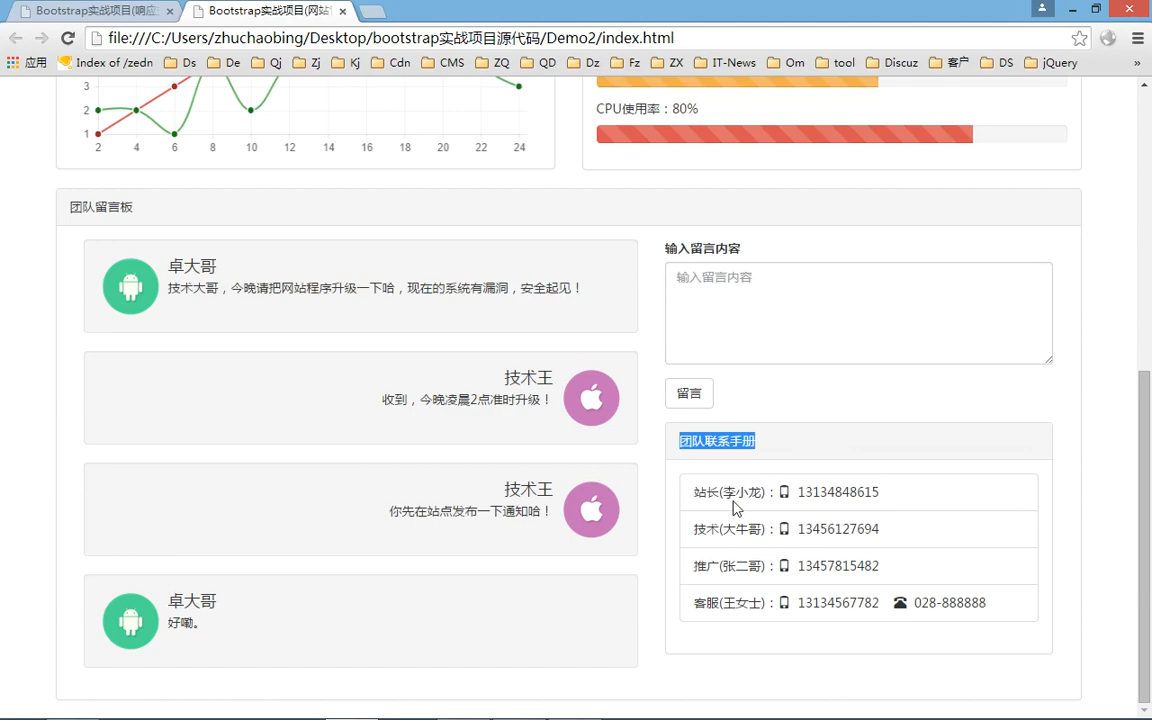 Bootstrap实战项目(响应
Bootstrap实战项目(网站
file:///C:/Users/zhuchaobing/Desktop/bootstrap实战项目源代码/Demo2/index.html
应用 Index of /zedn Ds De Qj Zj Kj Cdn CMS ZQ QD Dz Fz ZX IT-News Om tool Discuz 客户 DS jQuery »
3
2
1
2 4 6 8 10 12 14 16 18 20 22 24
CPU使用率：80%
团队留言板
卓大哥
技术大哥，今晚请把网站程序升级一下哈，现在的系统有漏洞，安全起见！
技术王
收到，今晚凌晨2点准时升级！
技术王
你先在站点发布一下通知哈！
卓大哥
好嘞。
输入留言内容
输入留言内容
留言
团队联系手册
站长(李小龙)： 13134848615
技术(大牛哥)： 13456127694
推广(张二哥)： 13457815482
客服(王女士)： 13134567782 028-888888